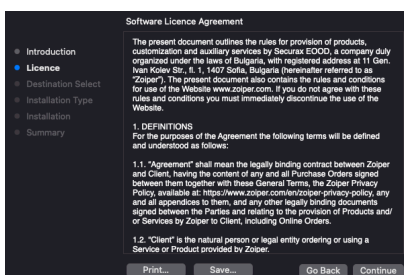 Software Licence Agreement
Introduction
Licence
Destination Select
Installation Type
Installation
Summary
The present document outlines the rules for provision of products,
customization and auxiliary services by Securax EOOD, a company duly
organized under the laws of Bulgaria, with registered address at 11 Gen.
Ivan Kolev Str., fl. 1, 1407 Sofia, Bulgaria (hereinafter referred to as
"Zoiper"). The present document also contains the rules and conditions
for use of the Website www.zoiper.com. If you do not agree with these
rules and conditions you must immediately discontinue the use of the
Website.
1. DEFINITIONS
For the purposes of the Agreement the following terms will be defined
and understood as follows:
1.1. "Agreement" shall mean the legally binding contract between Zoiper
and Client, having the content of any and all Purchase Orders signed
between them together with these General Terms, the Zoiper Privacy
Policy, available at: https://www.zoiper.com/en/zoiper-privacy-policy, any
and all appendices to them, and any other legally binding documents
signed between the Parties and relating to the provision of Products and/
or Services by Zoiper to Client, including Online Orders.
1.2. "Client" is the natural person or legal entity ordering or using a
Service or Product provided by Zoiper.
Print... Save... Go Back Continue